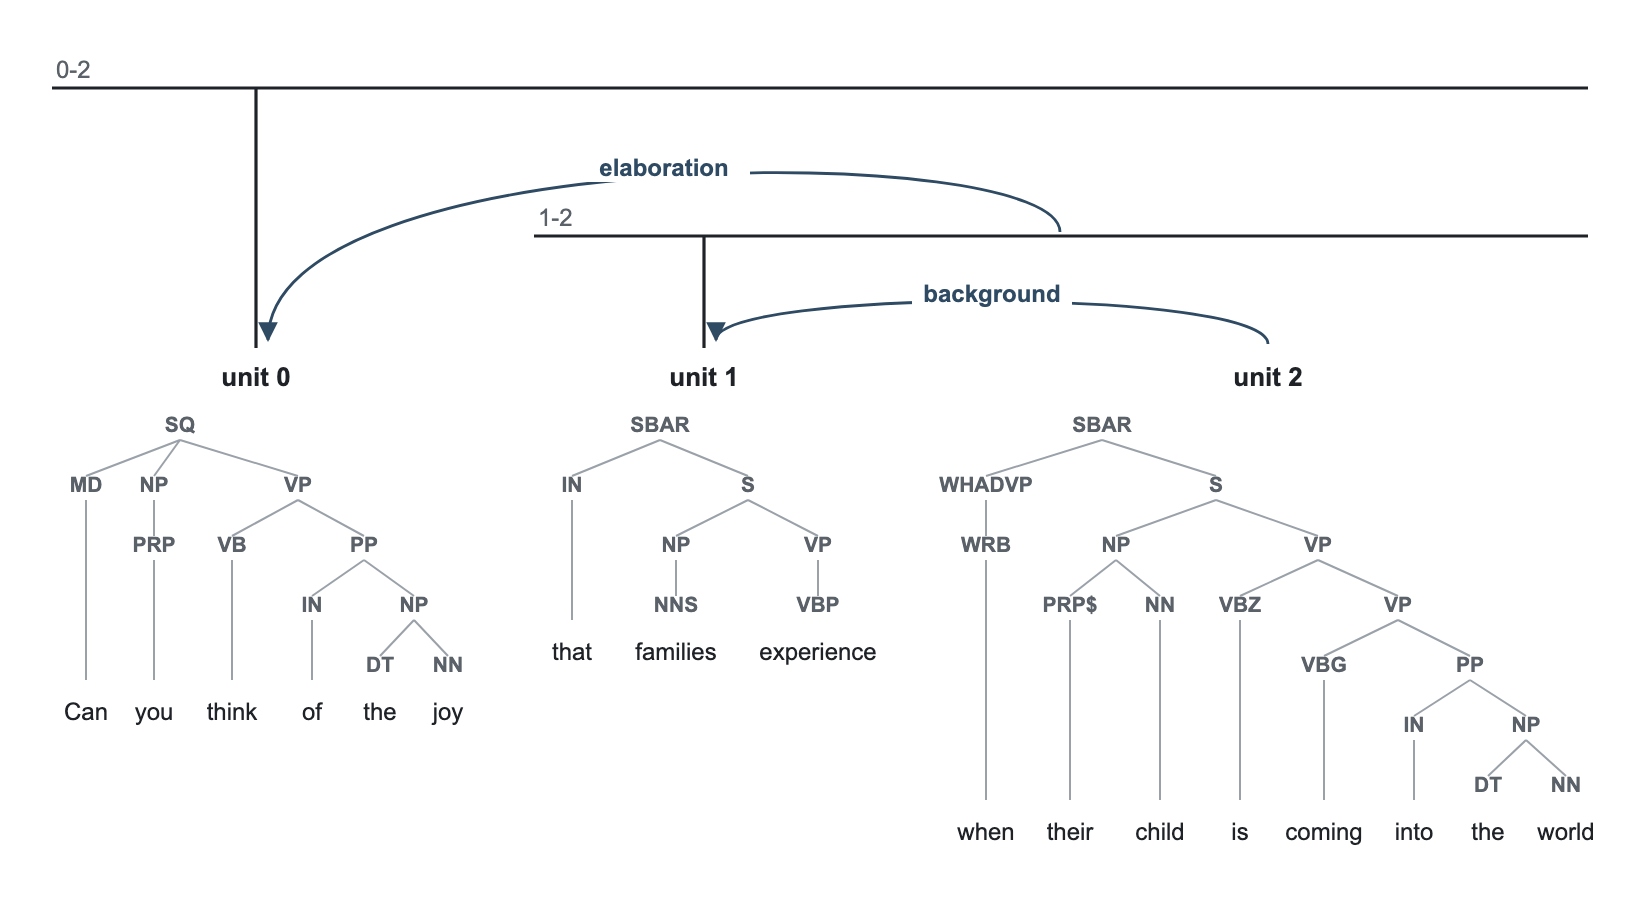 0-2
elaboration
1-2
background
unit 0 unit 1 unit 2
SQ SBAR SBAR
MD NP VP IN S WHADVP S
PRP VB PP NP VP WRB NP VP
IN NP NNS VBP PRP$ NN VBZ VP
that families experience
DT NN VBG PP
Can you think of the joy
IN NP
DT NN
when their child is coming into the world